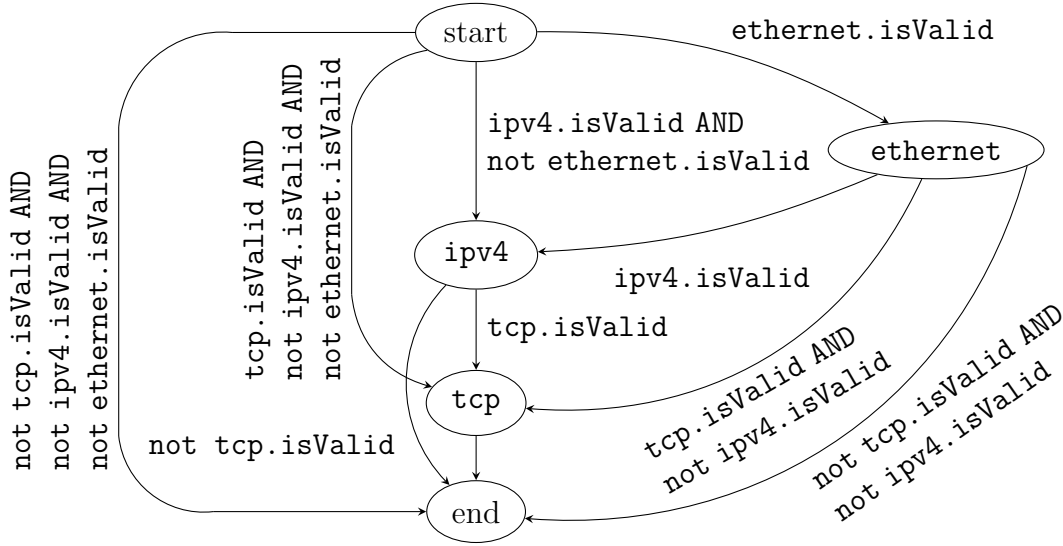 start
ethernet.isValid
ipv4.isValid AND
not ethernet.isValid
ethernet
not tcp.isValid AND
not ipv4.isValid AND
not ethernet.isValid
tcp.isValid AND
not ipv4.isValid AND
not ethernet.isValid
ipv4
ipv4.isValid
tcp.isValid
tcp
tcp.isValid AND
not ipv4.isValid
not tcp.isValid AND
not ipv4.isValid
not tcp.isValid
end